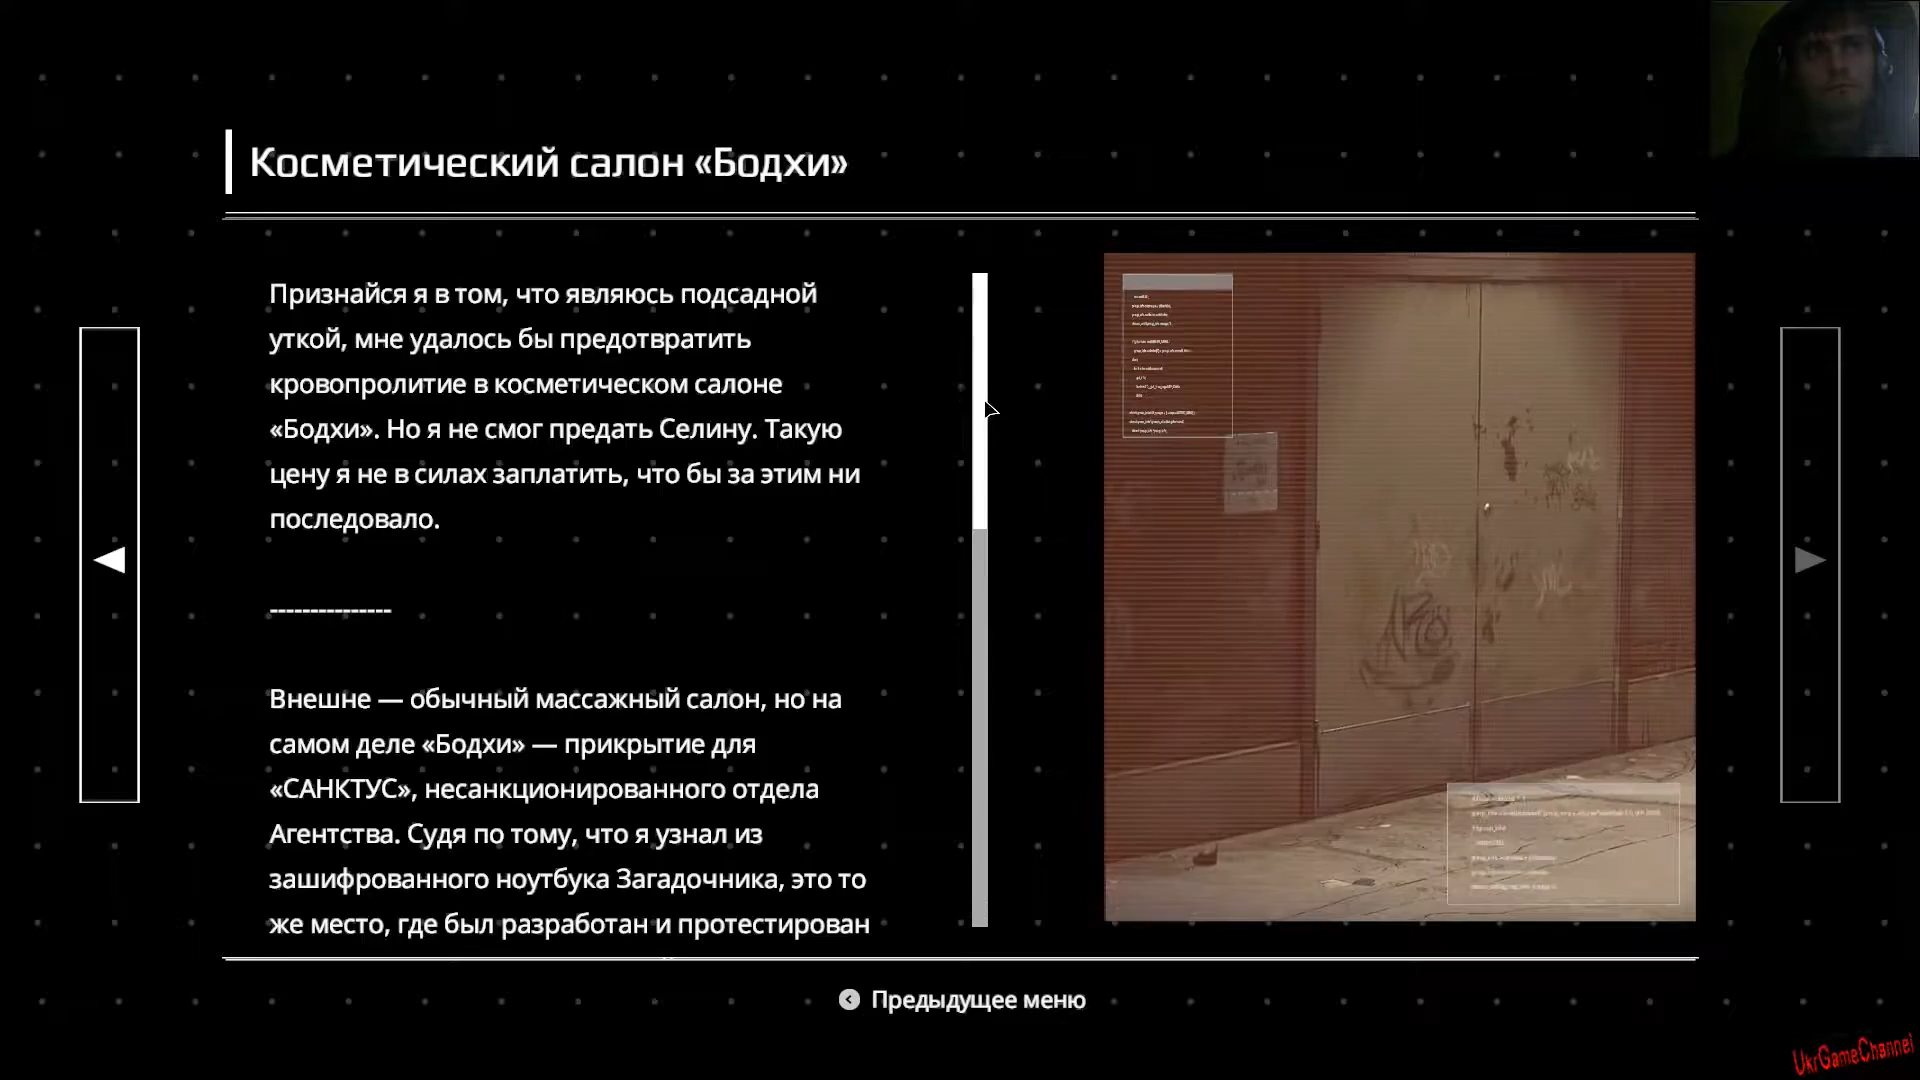 Косметический салон «Бодхи»
Признайся я в том, что являюсь подсадной
уткой, мне удалось бы предотвратить
кровопролитие в косметическом салоне
«Бодхи». Но я не смог предать Селину. Такую
цену я не в силах заплатить, что бы за этим ни
последовало.
---------------
Внешне — обычный массажный салон, но на
самом деле «Бодхи» — прикрытие для
«САНКТУС», несанкционированного отдела
Агентства. Судя по тому, что я узнал из
зашифрованного ноутбука Загадочника, это то
же место, где был разработан и протестирован
Предыдущее меню
UkrGameChannel